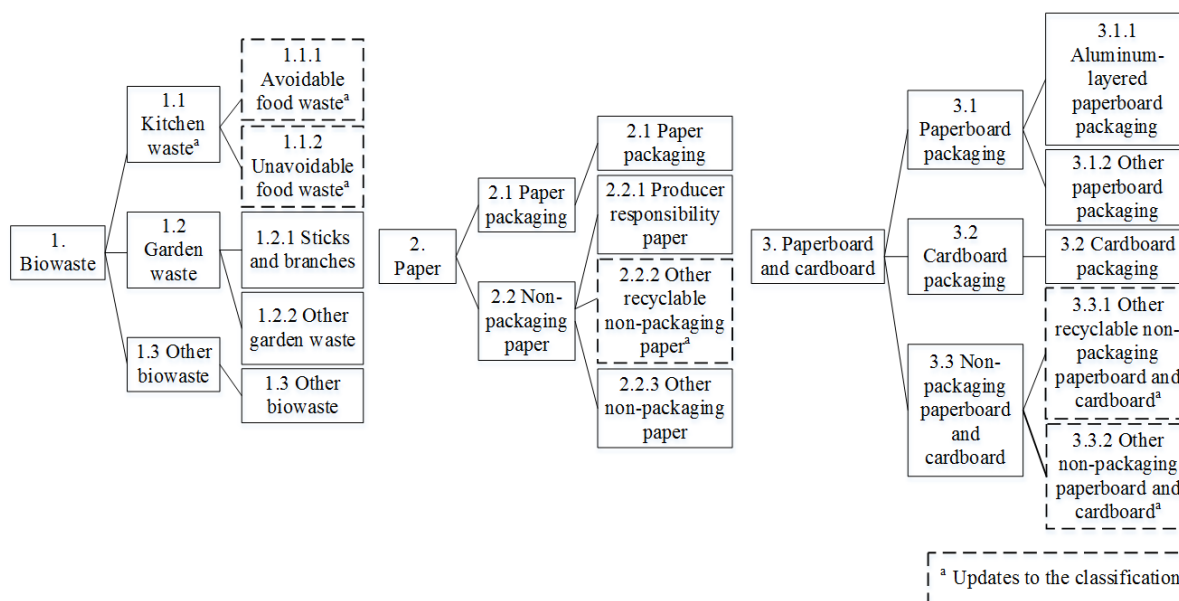 1.
Biowaste
1.1
Kitchen
waste^a
1.1.1
Avoidable
food waste^a
1.1.2
Unavoidable
food waste^a
1.2
Garden
waste
1.2.1 Sticks
and branches
1.2.2 Other
garden waste
1.3 Other
biowaste
1.3 Other
biowaste
2.
Paper
2.1 Paper
packaging
2.1 Paper
packaging
2.2 Non-
packaging
paper
2.2.1 Producer
responsibility
paper
2.2.2 Other
recyclable
non-packaging
paper^a
2.2.3 Other
non-packaging
paper
3. Paperboard
and cardboard
3.1
Paperboard
packaging
3.1.1
Aluminum-
layered
paperboard
packaging
3.1.2 Other
paperboard
packaging
3.2
Cardboard
packaging
3.2 Cardboard
packaging
3.3 Non-
packaging
paperboard
and
cardboard
3.3.1 Other
recyclable non-
packaging
paperboard and
cardboard^a
3.3.2 Other
non-packaging
paperboard and
cardboard^a
^a Updates to the classification